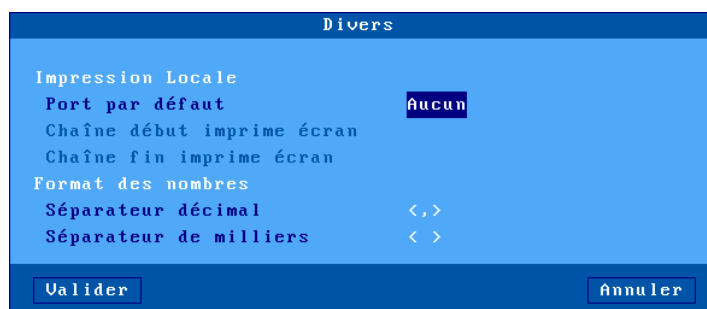 Divers
Impression Locale
Port par défaut Aucun
Chaîne début imprime écran
Chaîne fin imprime écran
Format des nombres
Séparateur décimal <,>
Séparateur de milliers < >
Valider Annuler